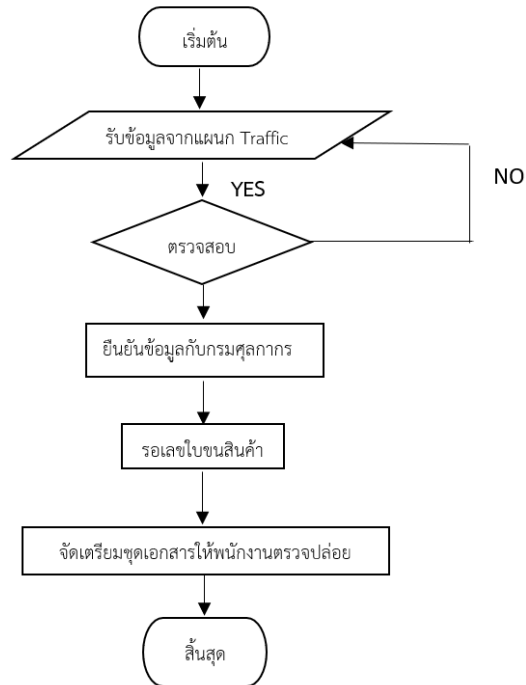 เริ่มต้น
รับข้อมูลจากแผนก Traffic
NO
YES
ตรวจสอบ
ยืนยันข้อมูลกับกรมศุลกากร
รอเลขใบขนสินค้า
จัดเตรียมชุดเอกสารให้พนักงานตรวจปล่อย
สิ้นสุด